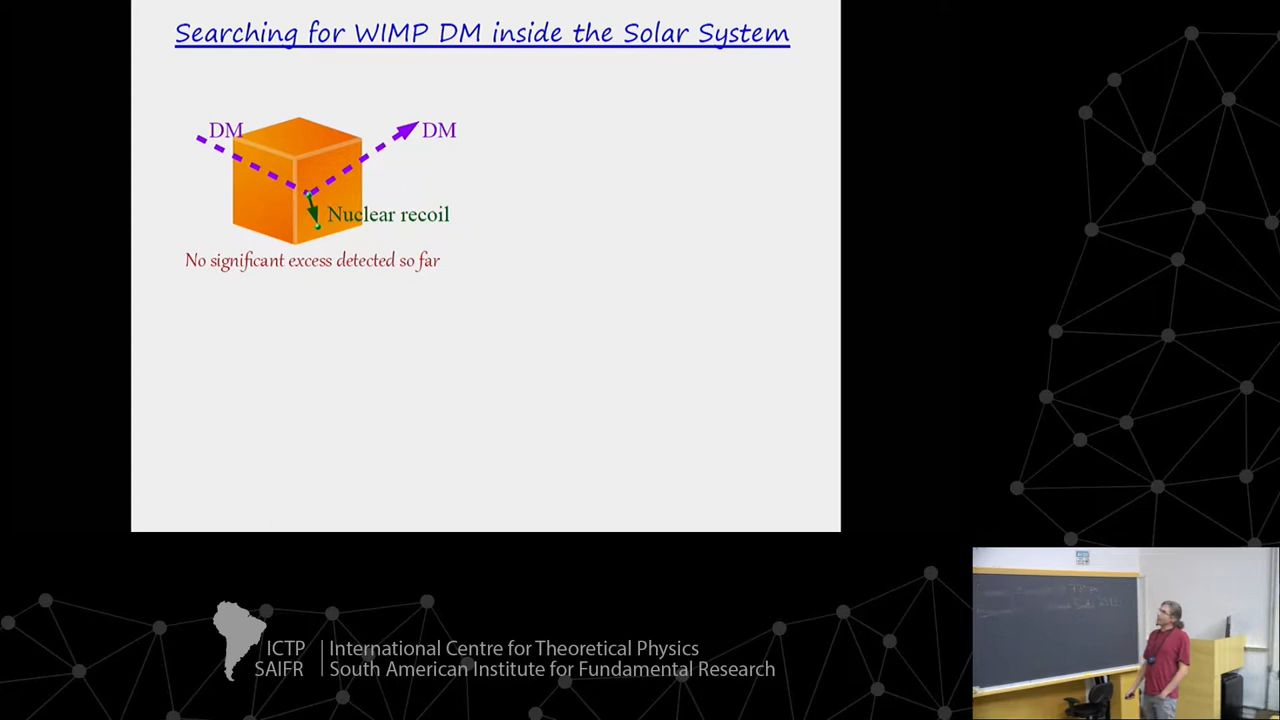 Searching for WIMP DM inside the Solar System
DM
DM
Nuclear recoil
No significant excess detected so far
ICTP
SAIFR
International Centre for Theoretical Physics
South American Institute for Fundamental Research